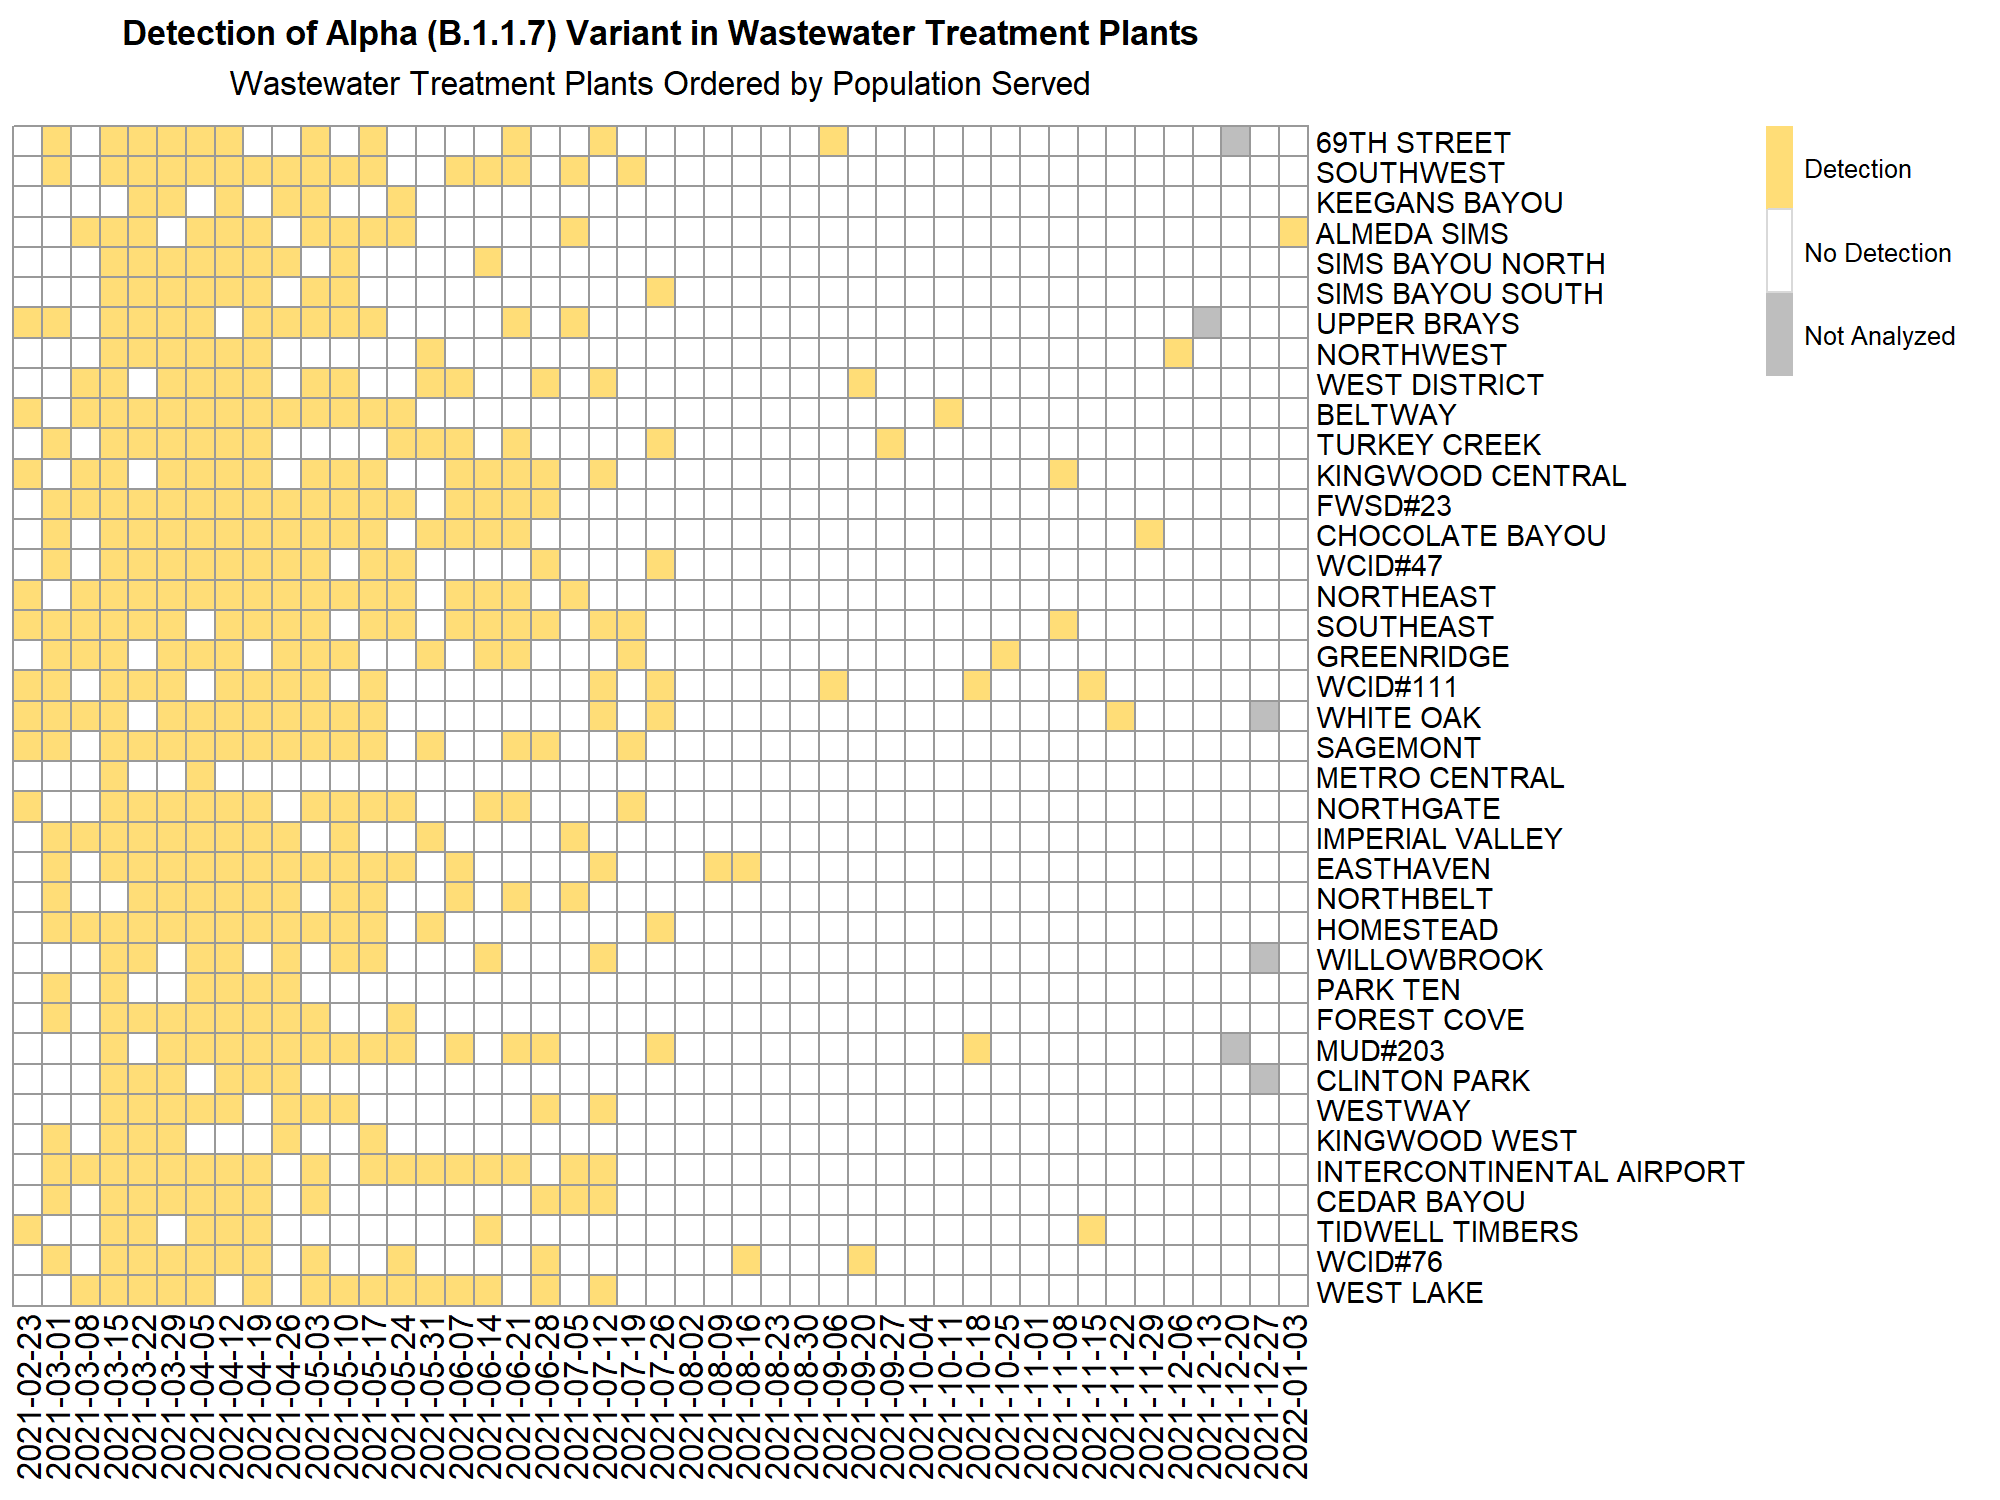 Detection of Alpha (B.1.1.7) Variant in Wastewater Treatment Plants
Wastewater Treatment Plants Ordered by Population Served
69TH STREET
SOUTHWEST
KEEGANS BAYOU
ALMEDA SIMS
SIMS BAYOU NORTH
SIMS BAYOU SOUTH
UPPER BRAYS
NORTHWEST
WEST DISTRICT
BELTWAY
TURKEY CREEK
KINGWOOD CENTRAL
FWSD#23
CHOCOLATE BAYOU
WCID#47
NORTHEAST
SOUTHEAST
GREENRIDGE
WCID#111
WHITE OAK
SAGEMONT
METRO CENTRAL
NORTHGATE
IMPERIAL VALLEY
EASTHAVEN
NORTHBELT
HOMESTEAD
WILLOWBROOK
PARK TEN
FOREST COVE
MUD#203
CLINTON PARK
WESTWAY
KINGWOOD WEST
INTERCONTINENTAL AIRPORT
CEDAR BAYOU
TIDWELL TIMBERS
WCID#76
WEST LAKE
Detection
No Detection
Not Analyzed
2021-02-23
2021-03-01
2021-03-08
2021-03-15
2021-03-22
2021-03-29
2021-04-05
2021-04-12
2021-04-19
2021-04-26
2021-05-03
2021-05-10
2021-05-17
2021-05-24
2021-05-31
2021-06-07
2021-06-14
2021-06-21
2021-06-28
2021-07-05
2021-07-12
2021-07-19
2021-07-26
2021-08-02
2021-08-09
2021-08-16
2021-08-23
2021-08-30
2021-09-06
2021-09-20
2021-09-27
2021-10-04
2021-10-11
2021-10-18
2021-10-25
2021-11-01
2021-11-08
2021-11-15
2021-11-22
2021-11-29
2021-12-06
2021-12-13
2021-12-20
2021-12-27
2022-01-03